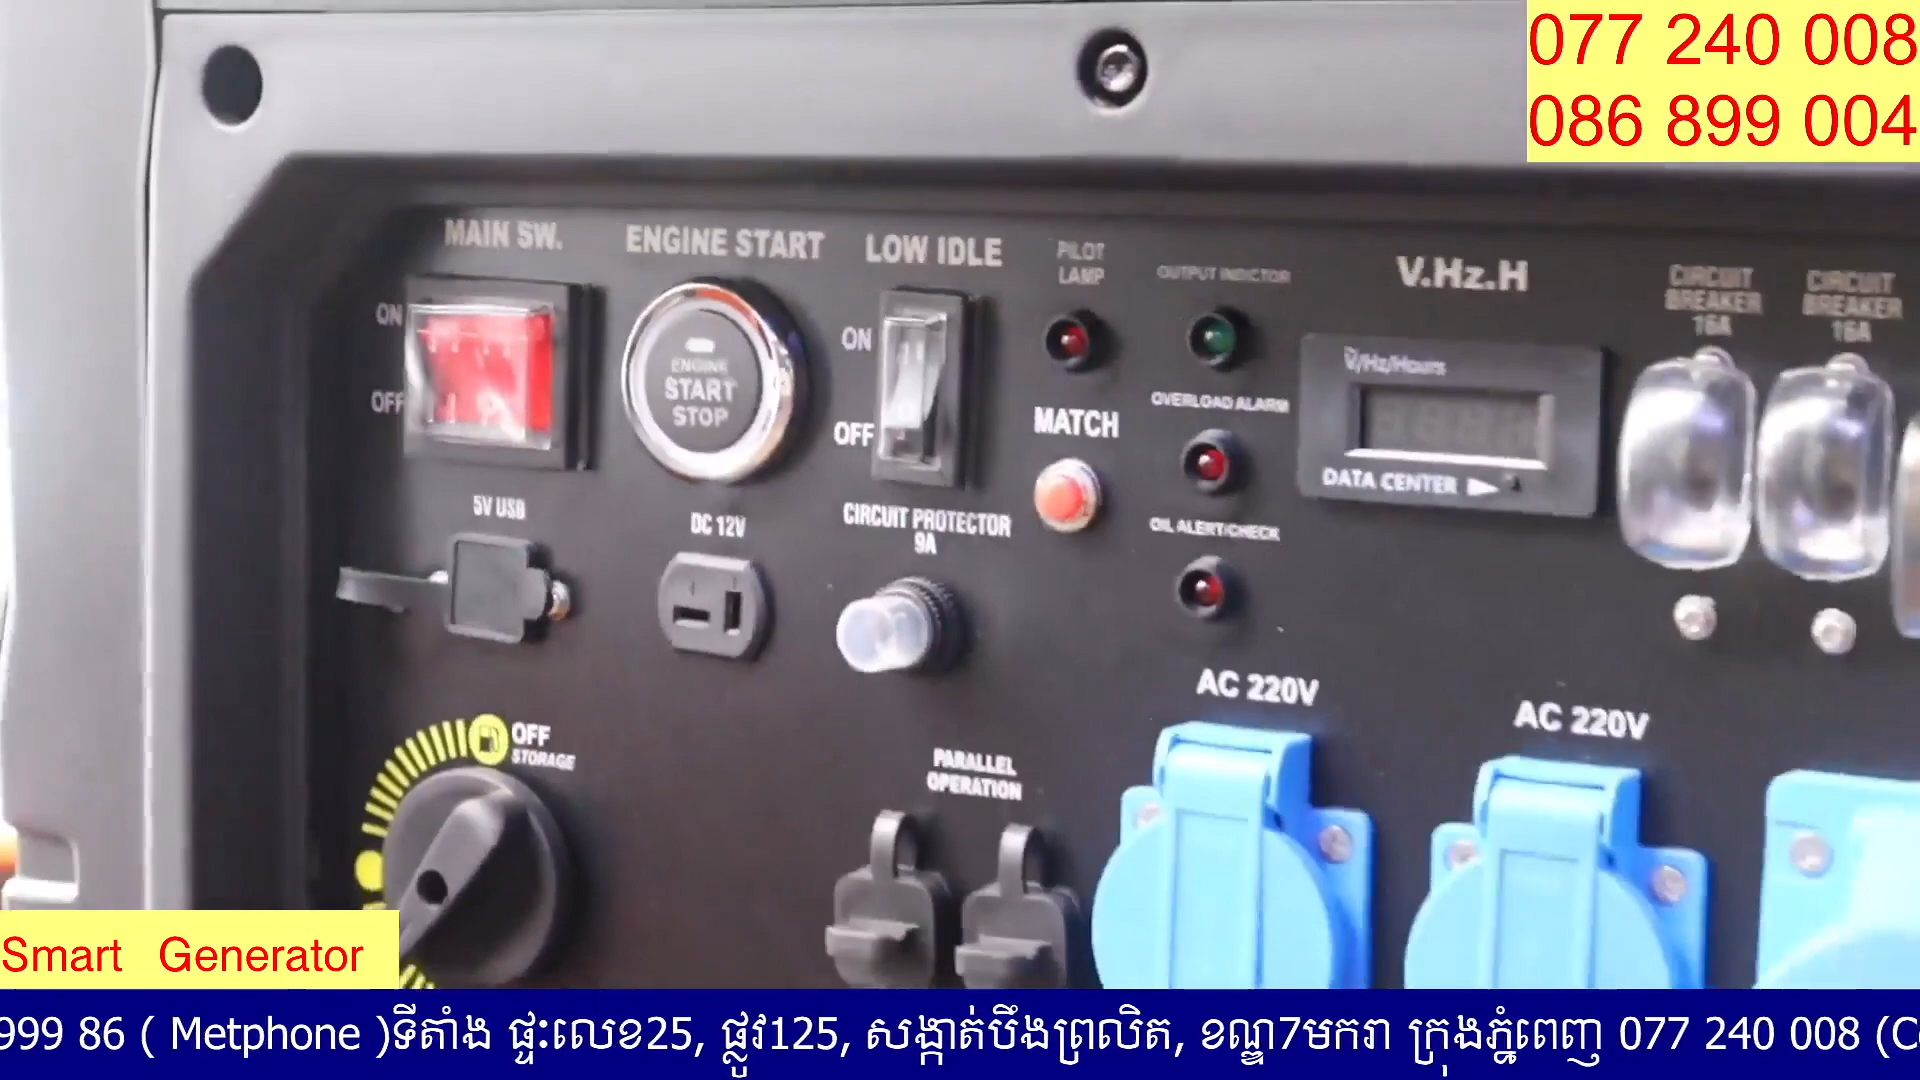 077 240 008
086 899 004
MAIN SW.
ENGINE START
LOW IDLE
PILOT
LAMP
OUTPUT INDICTOR
V.Hz.H
CIRCUIT
BREAKER
16A
CIRCUIT
BREAKER
16A
ON
OFF
ENGINE
START
STOP
ON
OFF
V/Hz/Hours
OVERLOAD ALARM
MATCH
DATA CENTER
5V USB
DC 12V
CIRCUIT PROTECTOR
9A
OIL ALERT/CHECK
AC 220V
AC 220V
OFF
STORAGE
PARALLEL
OPERATION
Smart Generator
999 86 ( Metphone )ទីតាំង ផ្ទះលេខ25, ផ្លូវ125, សង្កាត់បឹងព្រលិត, ខណ្ឌ7មករា ក្រុងភ្នំពេញ 077 240 008 (C